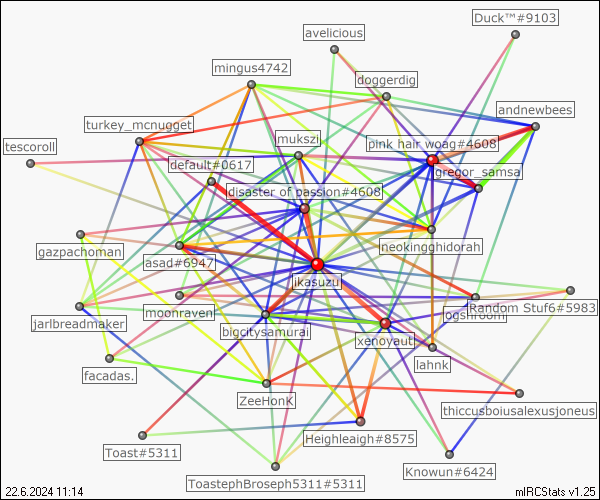 Duck™#9103
avelicious
mingus4742
doggerdig
andnewbees
turkey_mcnugget
mukszi
pink hair woag#4608
tescoroll
default#0617
gregor_samsa
disaster of passion#4608
gazpachoman
neokingghidorah
asad#6947
jikasuzu
moonraven
Random Stuf6#5983
jarlbreadmaker
bigcitysamurai
xenoyaut
lahnk
facadas.
ZeeHonK
thiccusboiusalexusjoneus
Heighleaigh#8575
Toast#5311
Knowun#6424
ToastephBroseph5311#5311
22.6.2024 11:14
mIRCStats v1.25